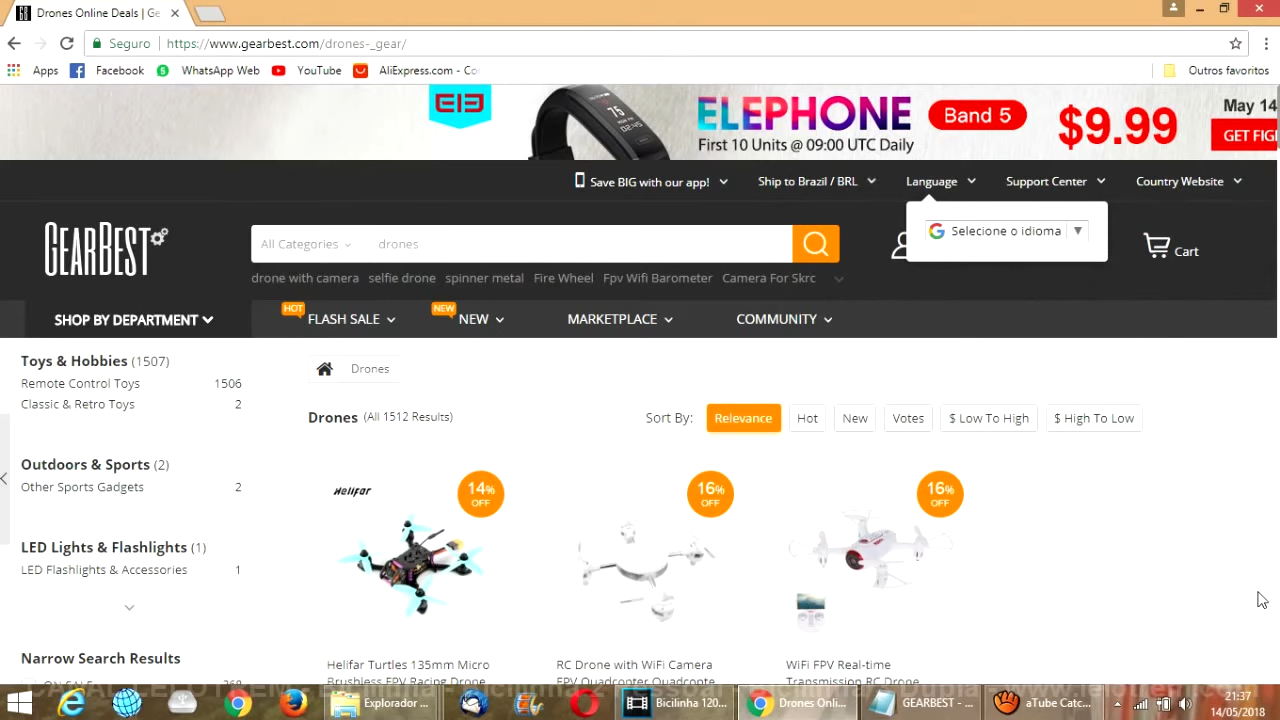 Drones Online Deals | Ge
Seguro
https://www.gearbest.com/drones-_gear/
Apps
Facebook
WhatsApp Web
YouTube
AliExpress.com - Co
Outros favoritos
ELEPHONE
Band 5
$9.99
May 14
First 10 Units @ 09:00 UTC Daily
75
GET FIG
Save BIG with our app!
Ship to Brazil / BRL
Language
Support Center
Country Website
Selecione o idioma
GEARBEST
All Categories
drones
Cart
drone with camera
selfie drone
spinner metal
Fire Wheel
Fpv Wifi Barometer
Camera For Skrc
SHOP BY DEPARTMENT
HOT
FLASH SALE
NEW
NEW
MARKETPLACE
COMMUNITY
Toys & Hobbies (1507)
Remote Control Toys 1506
Classic & Retro Toys 2
Outdoors & Sports (2)
Other Sports Gadgets 2
LED Lights & Flashlights (1)
LED Flashlights & Accessories 1
Narrow Search Results
Drones
Drones (All 1512 Results)
Sort By:
Relevance
Hot
New
Votes
$ Low To High
$ High To Low
Helifar
14% OFF
16% OFF
16% OFF
Helifar Turtles 135mm Micro
Brushless FPV Racing Drone
RC Drone with WiFi Camera
FPV Quadcopter Quadcopte
WiFi FPV Real-time
Transmission RC Drone
Explorador ...
Bicilinha 120...
Drones Onli...
GEARBEST - ...
aTube Catc...
21:37
14/05/2018